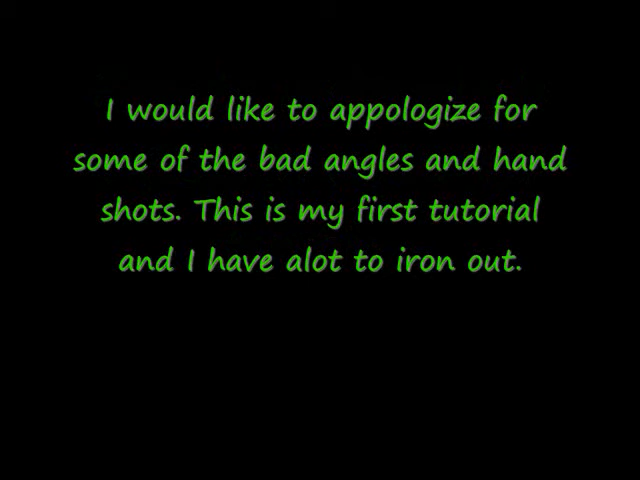 I would like to appologize for
some of the bad angles and hand
shots. This is my first tutorial
and I have alot to iron out.